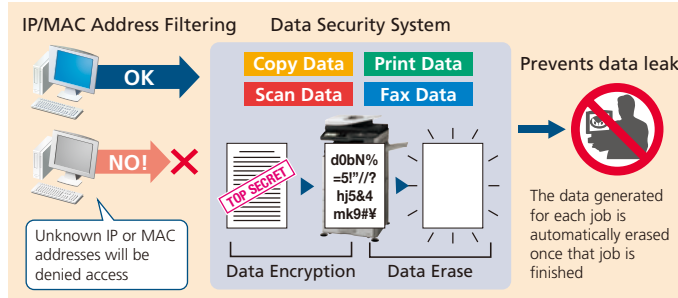 IP/MAC Address Filtering
Data Security System
OK
NO!
Unknown IP or MAC
addresses will be
denied access
Copy Data
Print Data
Scan Data
Fax Data
TOP SECRET
d0bN%
=5!"//?
hj5&4
mk9#¥
Data Encryption
Data Erase
Prevents data leak
The data generated
for each job is
automatically erased
once that job is
finished